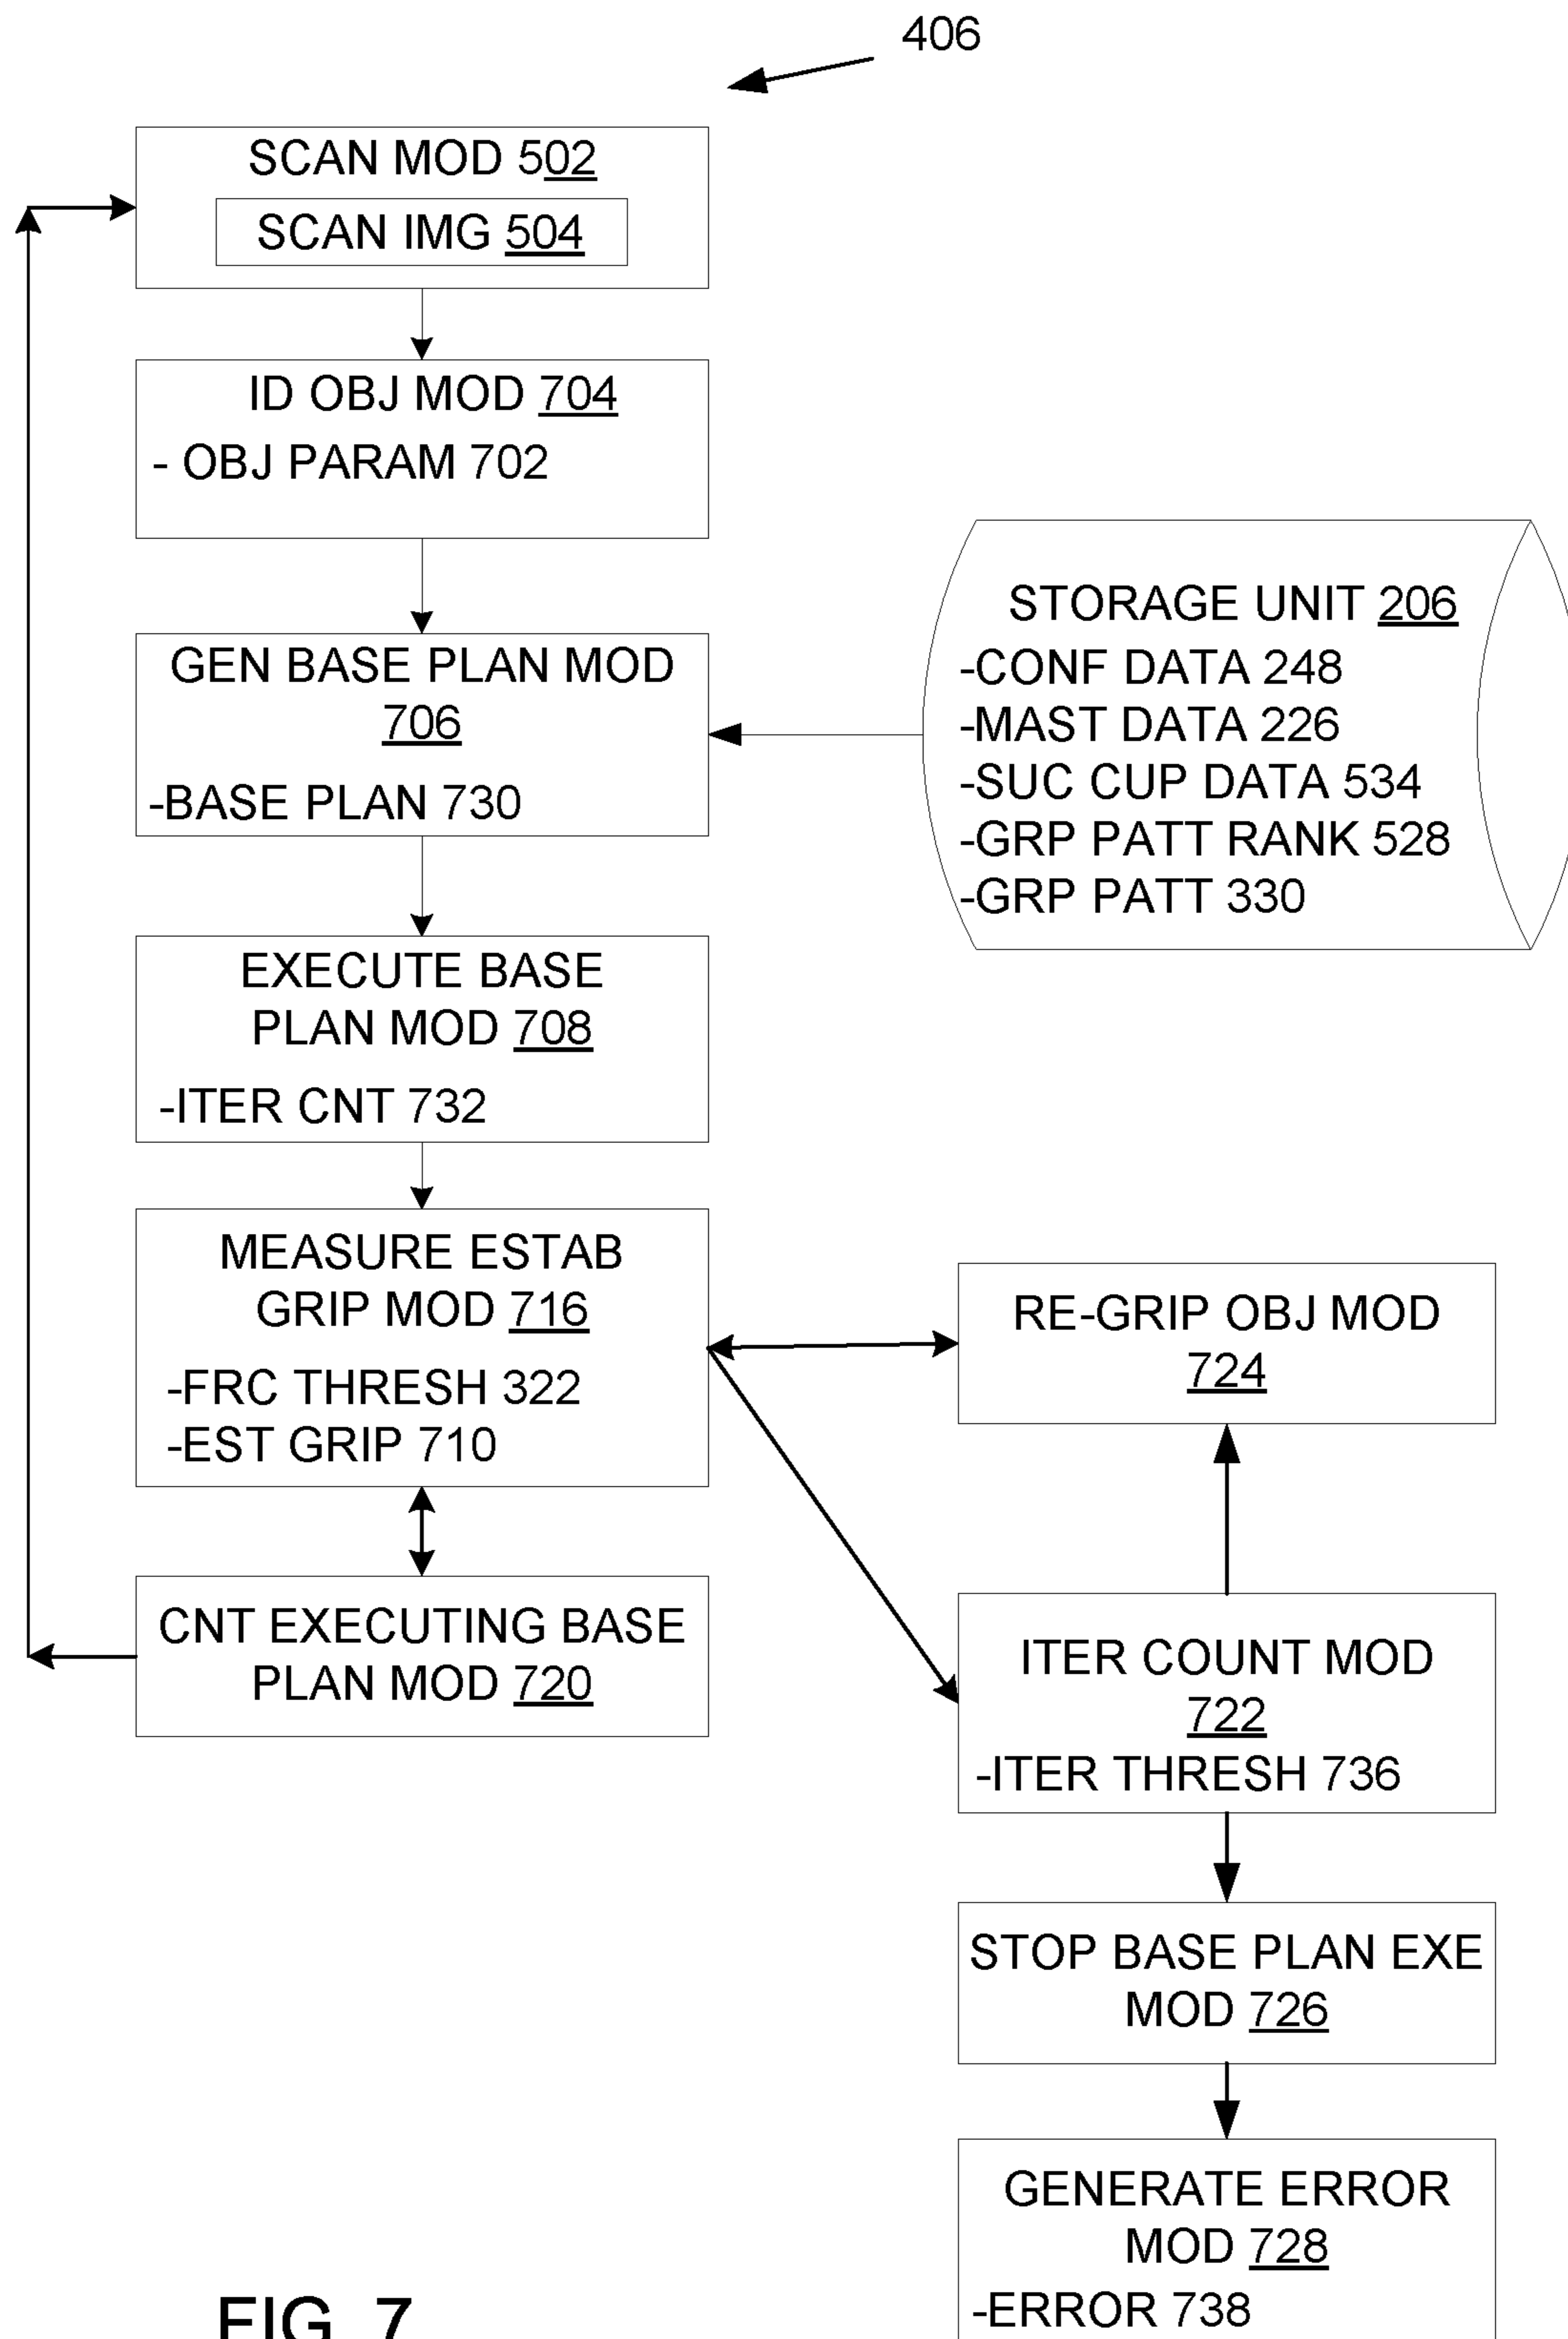 406
SCAN MOD 502
SCAN IMG 504
ID OBJ MOD 704
- OBJ PARAM 702
GEN BASE PLAN MOD
706
-BASE PLAN 730
STORAGE UNIT 206
-CONF DATA 248
-MAST DATA 226
-SUC CUP DATA 534
-GRP PATT RANK 528
-GRP PATT 330
EXECUTE BASE
PLAN MOD 708
-ITER CNT 732
MEASURE ESTAB
GRIP MOD 716
-FRC THRESH 322
-EST GRIP 710
RE-GRIP OBJ MOD
724
CNT EXECUTING BASE
PLAN MOD 720
ITER COUNT MOD
722
-ITER THRESH 736
STOP BASE PLAN EXE
MOD 726
GENERATE ERROR
MOD 728
-ERROR 738
FIG. 7